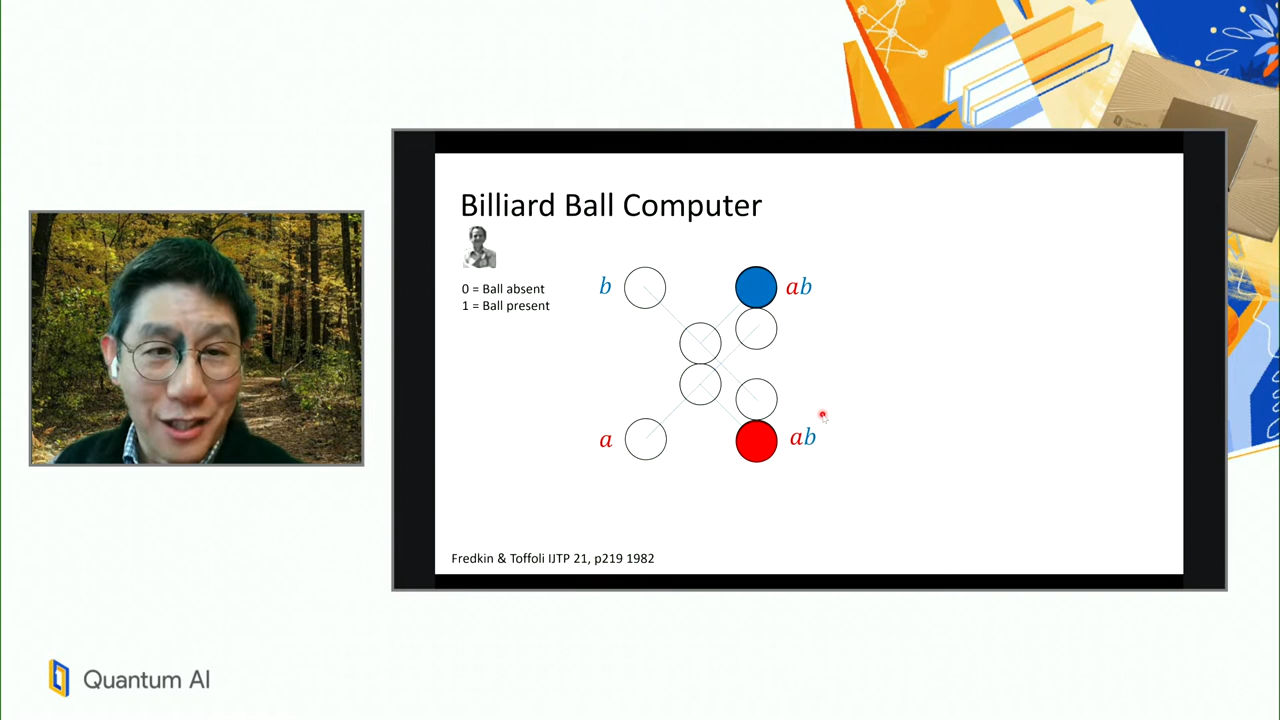 Billiard Ball Computer
0 = Ball absent
1 = Ball present
b
ab
a
ab
Fredkin & Toffoli IJTP 21, p219 1982
Quantum AI